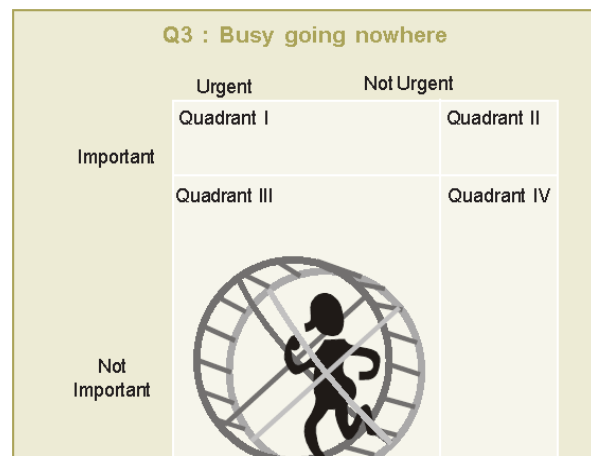 Q3 : Busy going nowhere
Urgent
Not Urgent
Quadrant I
Quadrant II
Important
Quadrant III
Quadrant IV
Not
Important